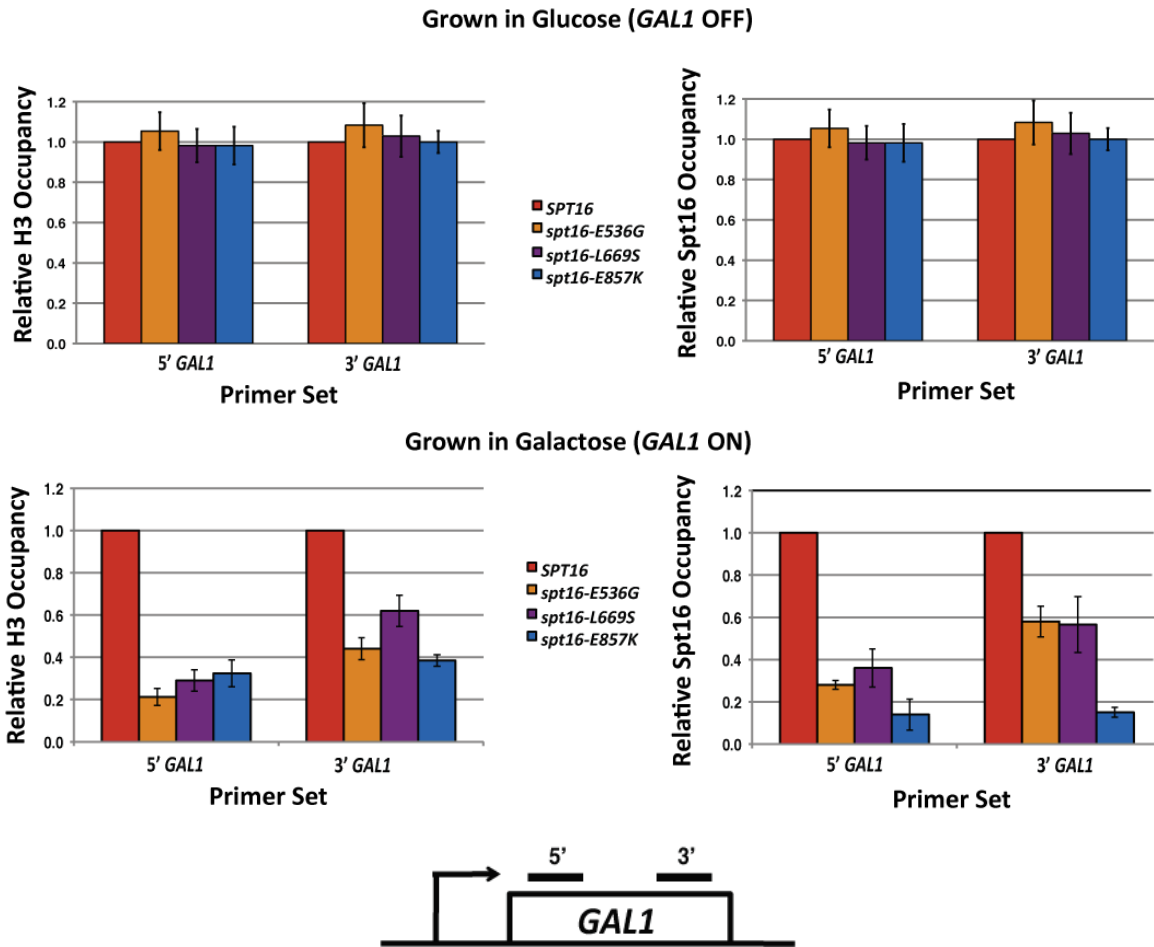 Grown in Glucose (GAL1 OFF)
Relative H3 Occupancy
1.2
1.0
0.8
0.6
0.4
0.2
0.0
5’ GAL1
3’ GAL1
Primer Set
SPT16
spt16-E536G
spt16-L669S
spt16-E857K
Relative Spt16 Occupancy
1.2
1.0
0.8
0.6
0.4
0.2
0.0
5’ GAL1
3’ GAL1
Primer Set
Grown in Galactose (GAL1 ON)
Relative H3 Occupancy
1.2
1.0
0.8
0.6
0.4
0.2
0.0
5’ GAL1
3’ GAL1
Primer Set
SPT16
spt16-E536G
spt16-L669S
spt16-E857K
Relative Spt16 Occupancy
1.2
1.0
0.8
0.6
0.4
0.2
0.0
5’ GAL1
3’ GAL1
Primer Set
5’
3’
GAL1